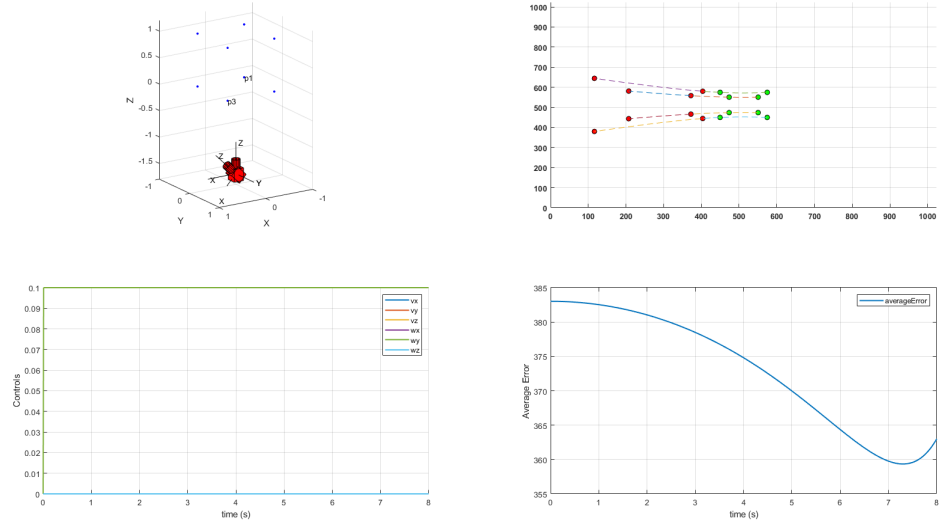 1
0.5
0
-0.5
-1
-1.5
Z
p1
p3
Z
Z
X
Y
X
-1
0
1
Y
1
0
-1
X
1000
900
800
700
600
500
400
300
200
100
0
0 100 200 300 400 500 600 700 800 900 1000
0.1
0.09
0.08
0.07
0.06
0.05
0.04
0.03
0.02
0.01
0
Controls
vx
vy
vz
wx
wy
wz
0 1 2 3 4 5 6 7 8
time (s)
385
380
375
370
365
360
355
Average Error
averageError
0 1 2 3 4 5 6 7 8
time (s)